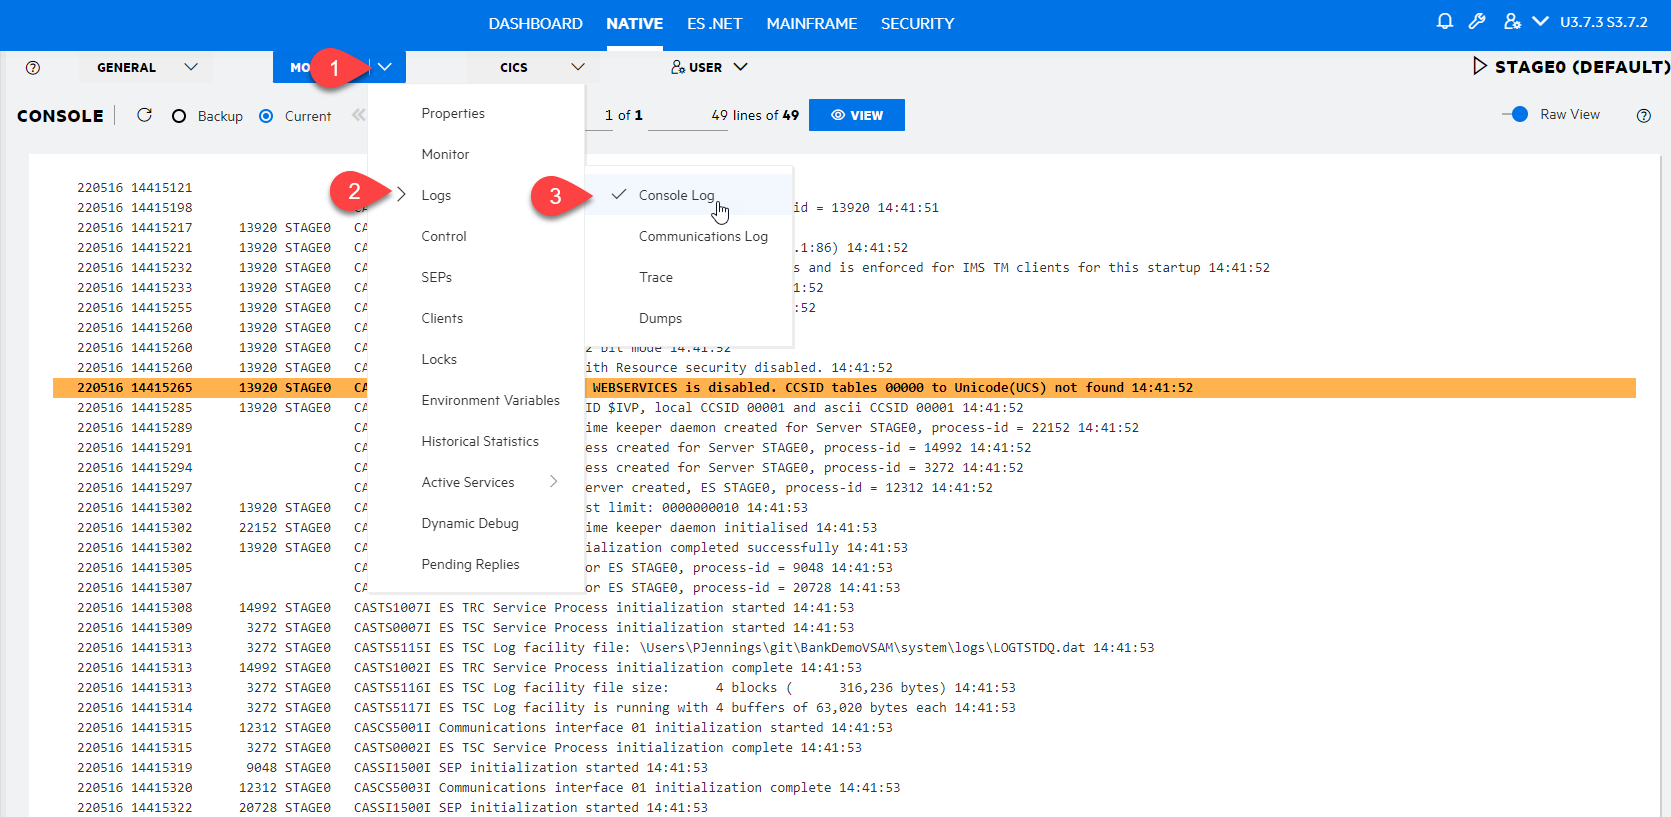 DASHBOARD NATIVE ES .NET MAINFRAME SECURITY U3.7.3 S3.7.2
GENERAL MO 1 CICS USER STAGE0 (DEFAULT)
CONSOLE Backup Current 1 of 1 49 lines of 49 VIEW Raw View
Properties
Monitor
2 Logs
Control
SEPs
Clients
Locks
Environment Variables
Historical Statistics
Active Services
Dynamic Debug
Pending Replies
3 Console Log
Communications Log
Trace
Dumps
220516 14415121
220516 14415198 CA id = 13920 14:41:51
220516 14415217 13920 STAGE0 CA
220516 14415221 13920 STAGE0 CA .1:86) 14:41:52
220516 14415232 13920 STAGE0 CA s and is enforced for IMS TM clients for this startup 14:41:52
220516 14415233 13920 STAGE0 CA 1:52
220516 14415255 13920 STAGE0 CA :52
220516 14415260 13920 STAGE0 CA
220516 14415260 13920 STAGE0 CA 2 bit mode 14:41:52
220516 14415260 13920 STAGE0 CA ith Resource security disabled. 14:41:52
220516 14415265 13920 STAGE0 CA WEBSERVICES is disabled. CCSID tables 00000 to Unicode(UCS) not found 14:41:52
220516 14415285 13920 STAGE0 CA ID $IVP, local CCSID 00001 and ascii CCSID 00001 14:41:52
220516 14415289 CA ime keeper daemon created for Server STAGE0, process-id = 22152 14:41:52
220516 14415291 CA ess created for Server STAGE0, process-id = 14992 14:41:52
220516 14415294 CA ess created for Server STAGE0, process-id = 3272 14:41:52
220516 14415297 CA erver created, ES STAGE0, process-id = 12312 14:41:52
220516 14415302 13920 STAGE0 CA st limit: 0000000010 14:41:53
220516 14415302 22152 STAGE0 CA ime keeper daemon initialised 14:41:53
220516 14415302 13920 STAGE0 CA ialization completed successfully 14:41:53
220516 14415305 CA or ES STAGE0, process-id = 9048 14:41:53
220516 14415307 CA or ES STAGE0, process-id = 20728 14:41:53
220516 14415308 14992 STAGE0 CASTS1007I ES TRC Service Process initialization started 14:41:53
220516 14415309 3272 STAGE0 CASTS0007I ES TSC Service Process initialization started 14:41:53
220516 14415313 3272 STAGE0 CASTS5115I ES TSC Log facility file: \Users\PJennings\git\BankDemoVSAM\system\logs\LOGTSTDQ.dat 14:41:53
220516 14415313 14992 STAGE0 CASTS1002I ES TRC Service Process initialization complete 14:41:53
220516 14415313 3272 STAGE0 CASTS5116I ES TSC Log facility file size: 4 blocks ( 316,236 bytes) 14:41:53
220516 14415314 3272 STAGE0 CASTS5117I ES TSC Log facility is running with 4 buffers of 63,020 bytes each 14:41:53
220516 14415315 12312 STAGE0 CASCS5001I Communications interface 01 initialization started 14:41:53
220516 14415315 3272 STAGE0 CASTS0002I ES TSC Service Process initialization complete 14:41:53
220516 14415319 9048 STAGE0 CASSI1500I SEP initialization started 14:41:53
220516 14415320 12312 STAGE0 CASCS5003I Communications interface 01 initialization complete 14:41:53
220516 14415322 20728 STAGE0 CASSI1500I SEP initialization started 14:41:53